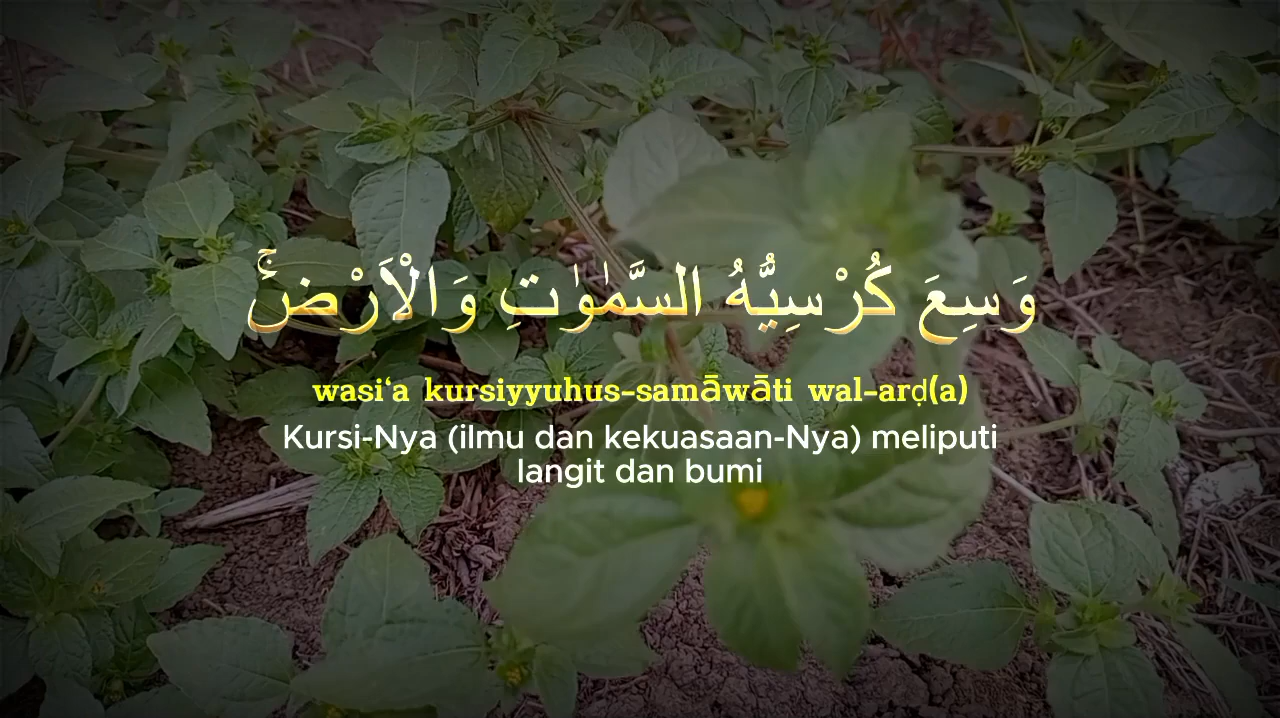 وَسِعَ كُرْسِيُّهُ السَّمٰوٰتِ وَالْاَرْضَۚ
wasi‘a kursiyyuhus-samāwāti wal-arḍ(a)
Kursi-Nya (ilmu dan kekuasaan-Nya) meliputi
langit dan bumi